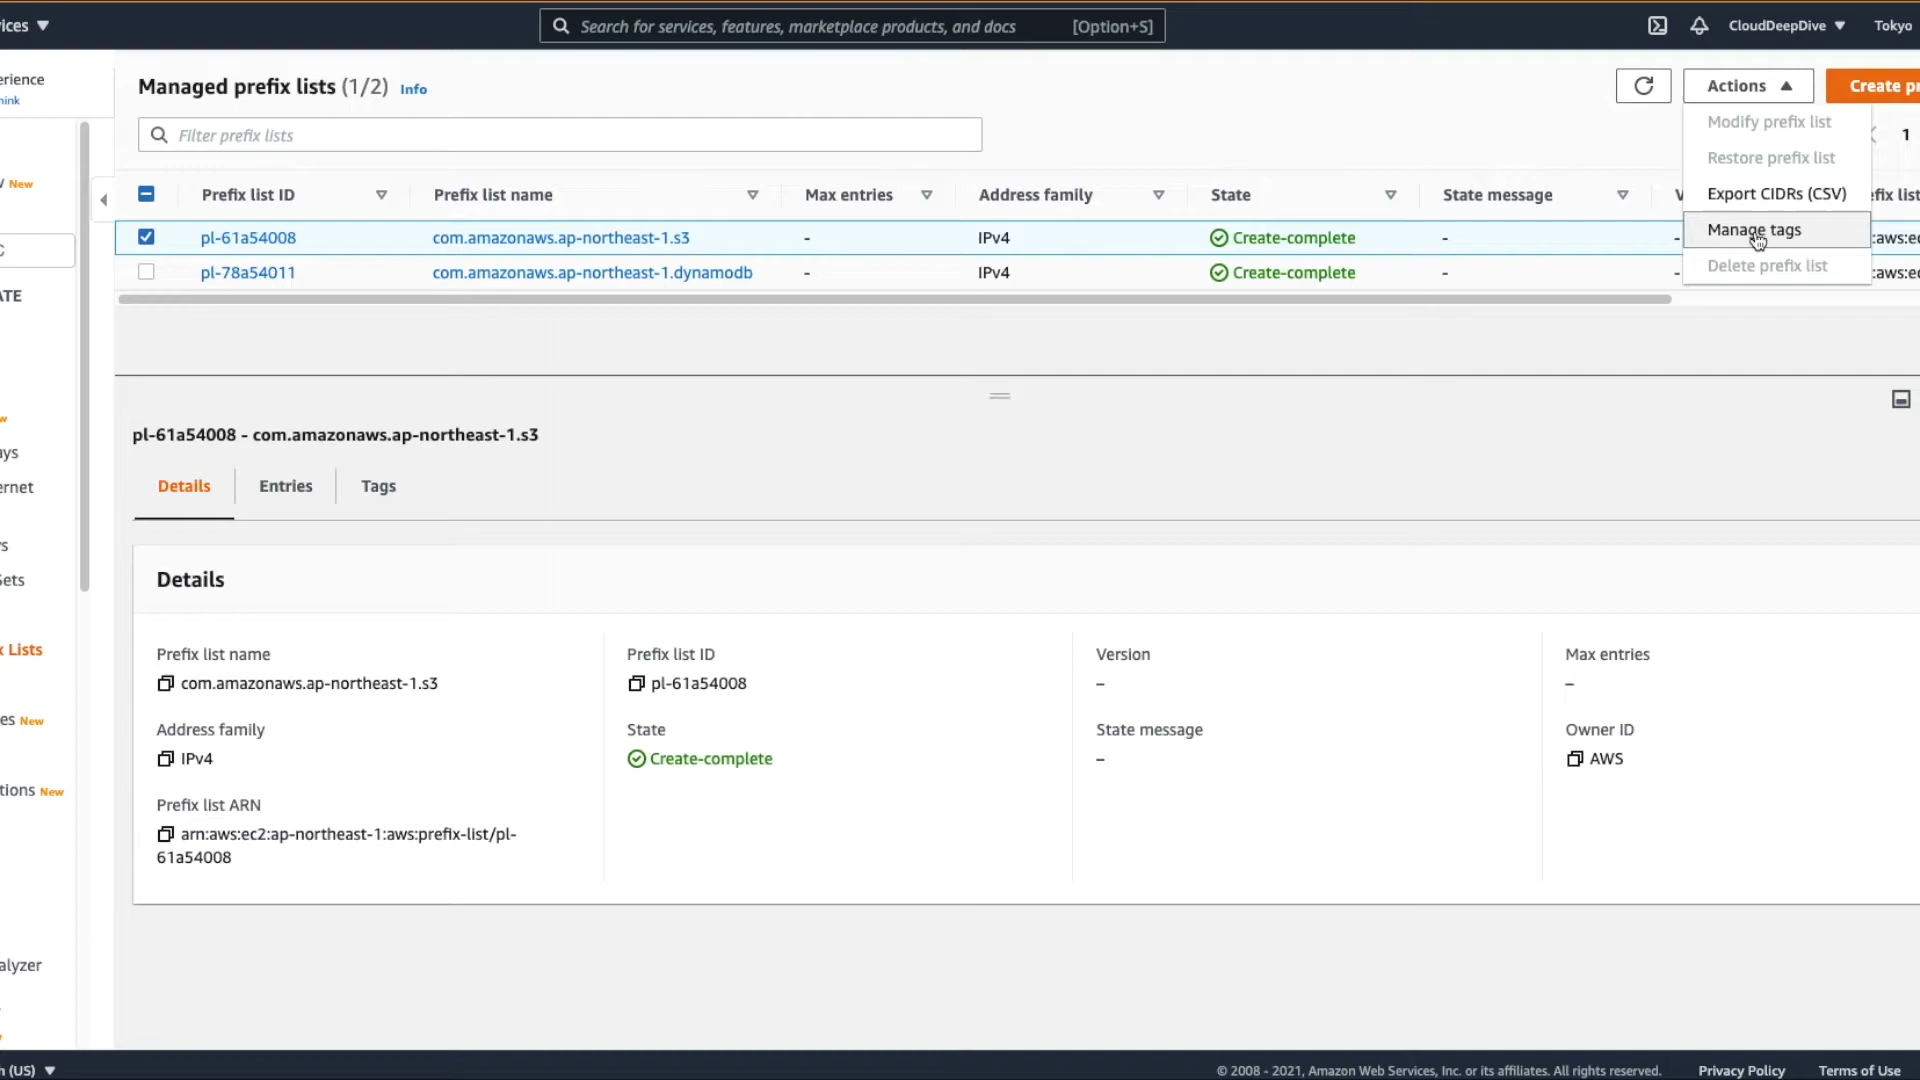 ices ▼
Search for services, features, marketplace products, and docs [Option+S]
CloudDeepDive ▼
Tokyo
erience
hink
New
ATE
ays
ernet
Sets
x Lists
es New
tions New
alyzer
Managed prefix lists (1/2) Info
Actions ▲
Create pr
Filter prefix lists
1
Modify prefix list
Restore prefix list
Export CIDRs (CSV)
Manage tags
Delete prefix list
Prefix list ID Prefix list name Max entries Address family State State message V efix list
pl-61a54008 com.amazonaws.ap-northeast-1.s3 - IPv4 Create-complete - - :aws:ec
pl-78a54011 com.amazonaws.ap-northeast-1.dynamodb - IPv4 Create-complete - - :aws:ec
pl-61a54008 - com.amazonaws.ap-northeast-1.s3
Details Entries Tags
Details
Prefix list name
com.amazonaws.ap-northeast-1.s3
Address family
IPv4
Prefix list ARN
arn:aws:ec2:ap-northeast-1:aws:prefix-list/pl-
61a54008
Prefix list ID
pl-61a54008
State
Create-complete
Version
–
State message
–
Max entries
–
Owner ID
AWS
h (US) ▼
© 2008 - 2021, Amazon Web Services, Inc. or its affiliates. All rights reserved. Privacy Policy Terms of Use